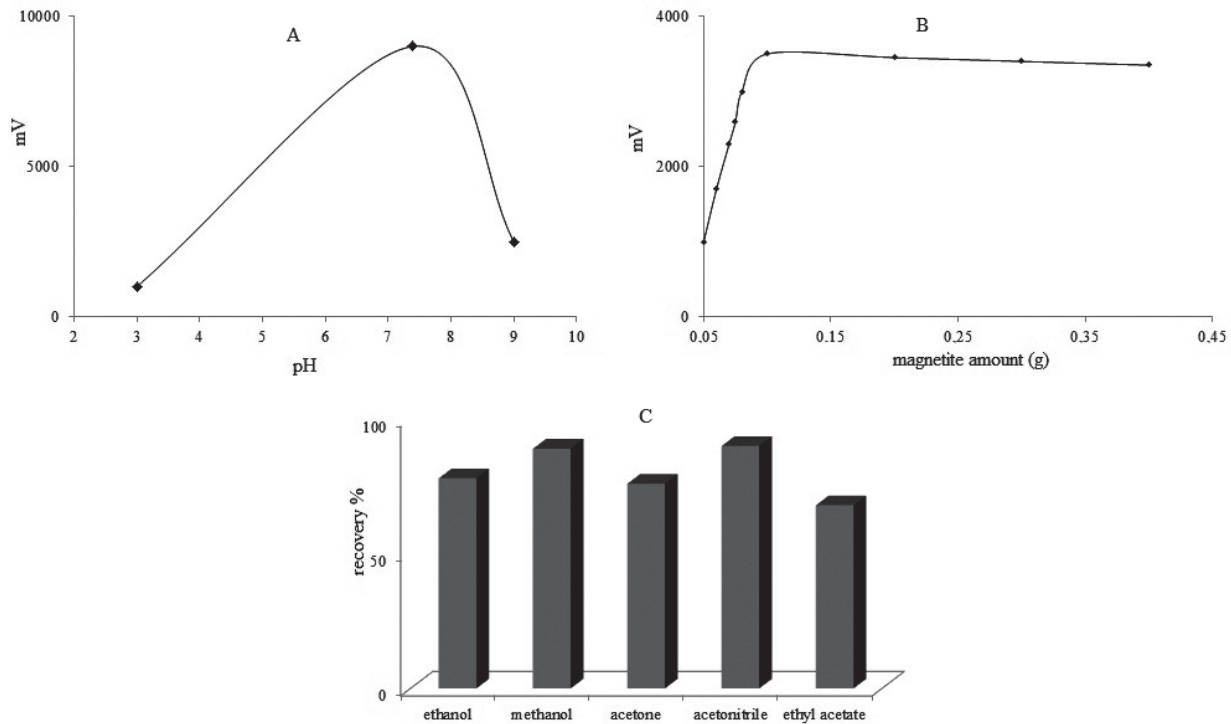 A
10000
5000
0
mV
2 3 4 5 6 7 8 9 10
pH
B
4000
2000
0
mV
0.05 0.15 0.25 0.35 0.45
magnetite amount (g)
C
100
50
0
recovery %
ethanol methanol acetone acetonitrile ethyl acetate